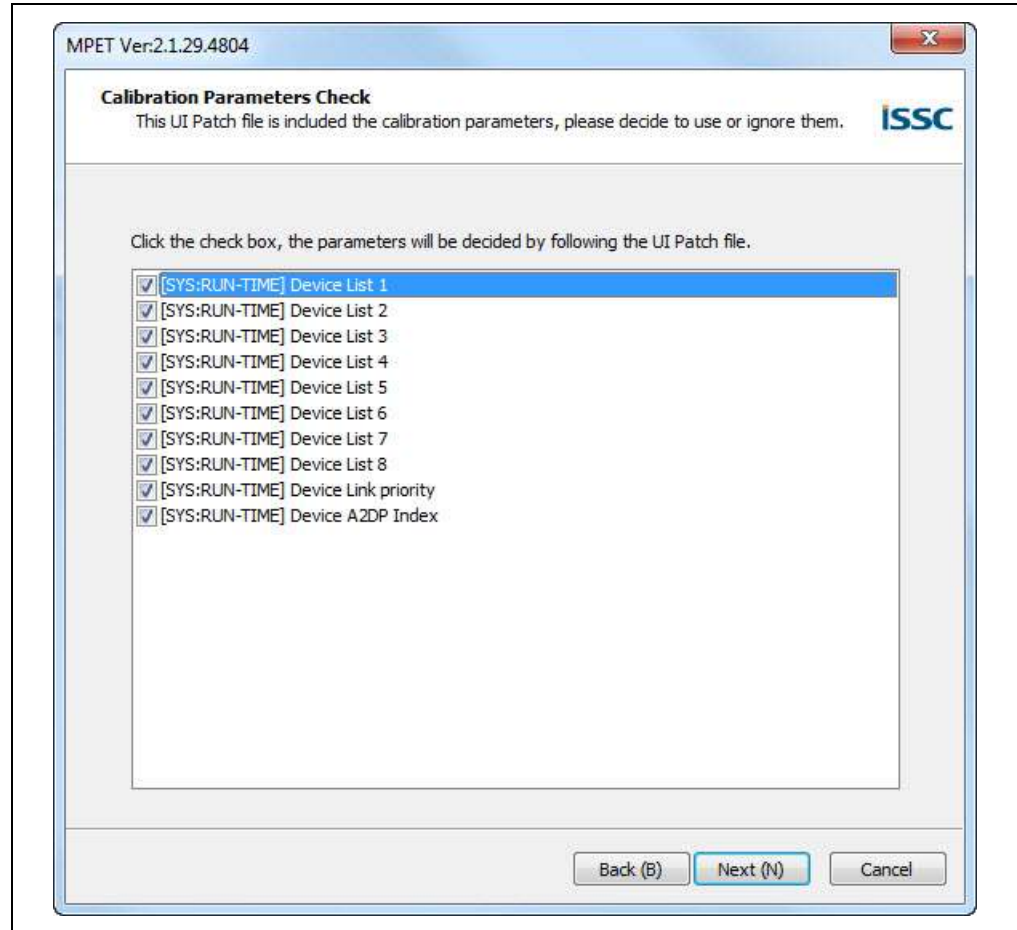 MPET Ver:2.1.29.4804
Calibration Parameters Check
This UI Patch file is included the calibration parameters, please decide to use or ignore them.
ISSC
Click the check box, the parameters will be decided by following the UI Patch file.
[SYS:RUN-TIME] Device List 1
[SYS:RUN-TIME] Device List 2
[SYS:RUN-TIME] Device List 3
[SYS:RUN-TIME] Device List 4
[SYS:RUN-TIME] Device List 5
[SYS:RUN-TIME] Device List 6
[SYS:RUN-TIME] Device List 7
[SYS:RUN-TIME] Device List 8
[SYS:RUN-TIME] Device Link priority
[SYS:RUN-TIME] Device A2DP Index
Back (B) Next (N) Cancel